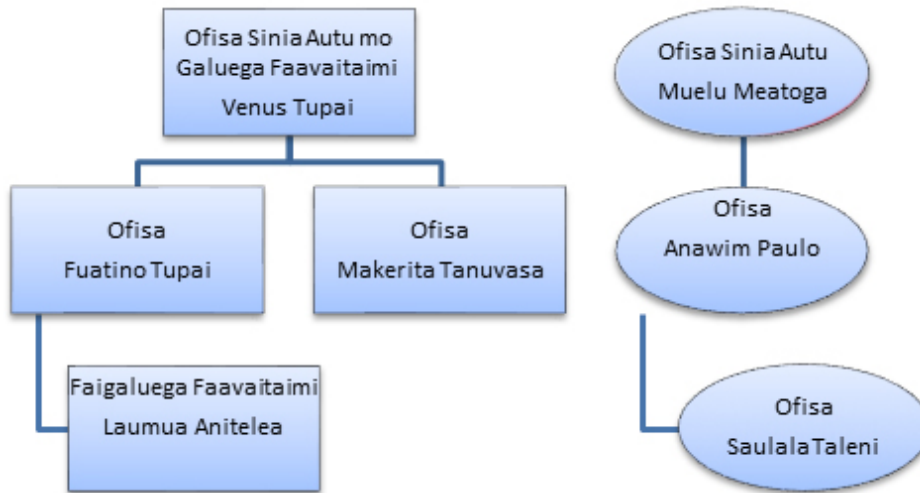 Ofisa Sinia Autu mo
Galuega Faavaitaimi
Venus Tupai
Ofisa
Fuatino Tupai
Ofisa
Makerita Tanuvasa
Faigaluega Faavaitaimi
Laumua Anitelea
Ofisa Sinia Autu
Muelu Meatoga
Ofisa
Anawim Paulo
Ofisa
Saulala Taleni